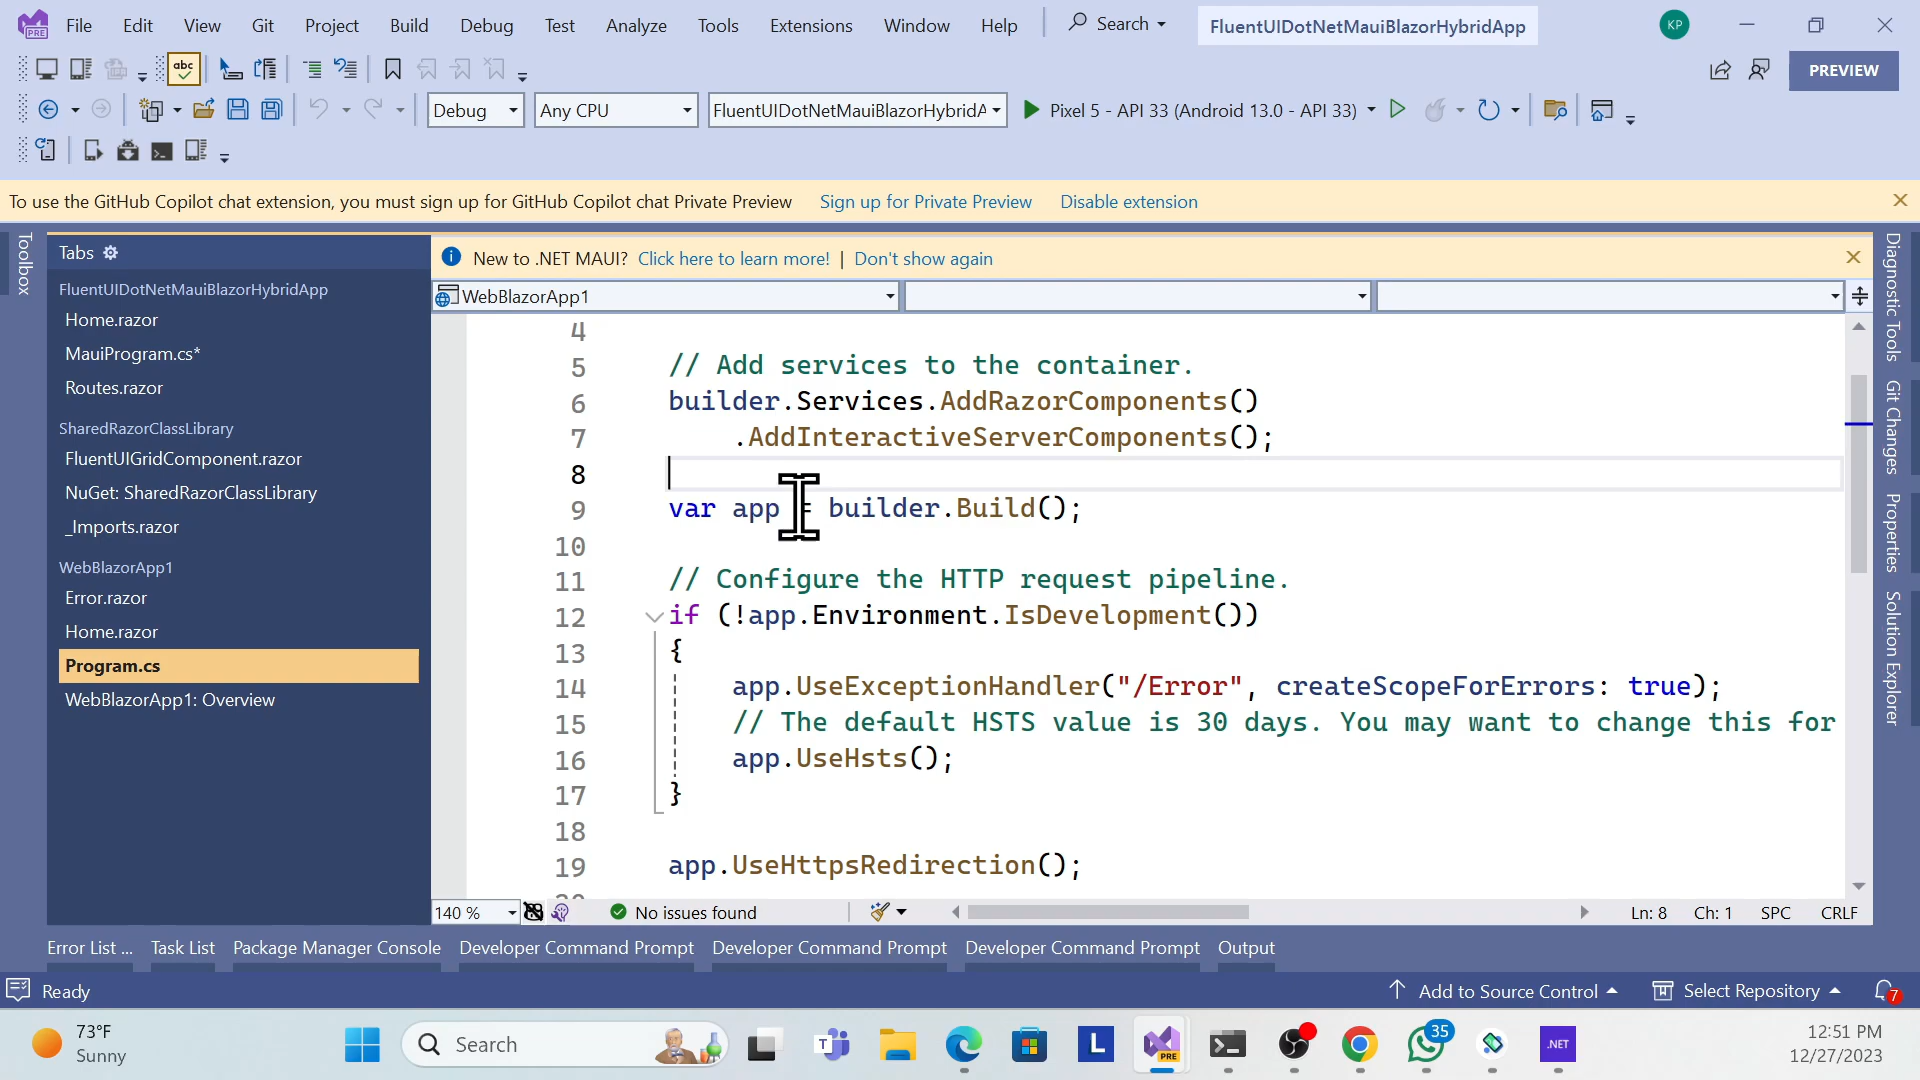 File Edit View Git Project Build Debug Test Analyze Tools Extensions Window Help Search FluentUIDotNetMauiBlazorHybridApp KP
PRE
abc PREVIEW
Debug Any CPU FluentUIDotNetMauiBlazorHybridA Pixel 5 - API 33 (Android 13.0 - API 33)
To use the GitHub Copilot chat extension, you must sign up for GitHub Copilot chat Private Preview Sign up for Private Preview Disable extension
Toolbox
Tabs
FluentUIDotNetMauiBlazorHybridApp
Home.razor
MauiProgram.cs*
Routes.razor
SharedRazorClassLibrary
FluentUIGridComponent.razor
NuGet: SharedRazorClassLibrary
_Imports.razor
WebBlazorApp1
Error.razor
Home.razor
Program.cs
WebBlazorApp1: Overview
New to .NET MAUI? Click here to learn more! | Don't show again
WebBlazorApp1
4
5 // Add services to the container.
6 builder.Services.AddRazorComponents()
7 .AddInteractiveServerComponents();
8
9 var app = builder.Build();
10
11 // Configure the HTTP request pipeline.
12 if (!app.Environment.IsDevelopment())
13 {
14 app.UseExceptionHandler("/Error", createScopeForErrors: true);
15 // The default HSTS value is 30 days. You may want to change this for
16 app.UseHsts();
17 }
18
19 app.UseHttpsRedirection();
140 % No issues found Ln: 8 Ch: 1 SPC CRLF
Diagnostic Tools
Git Changes
Properties
Solution Explorer
Error List ... Task List Package Manager Console Developer Command Prompt Developer Command Prompt Developer Command Prompt Output
Ready Add to Source Control Select Repository 7
73°F
Sunny
Search
T
L
PRE
35
.NET
12:51 PM
12/27/2023